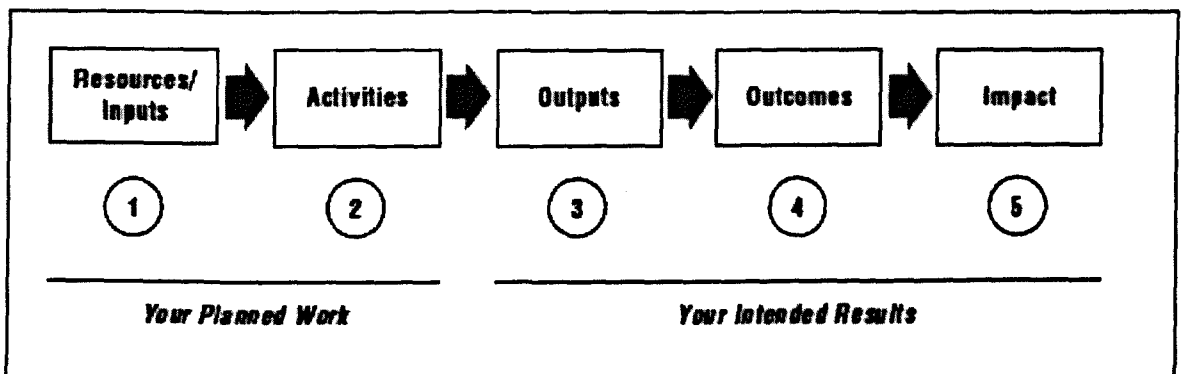 Resources/
Inputs
Activities
Outputs
Outcomes
Impact
1
2
3
4
5
Your Planned Work
Your Intended Results